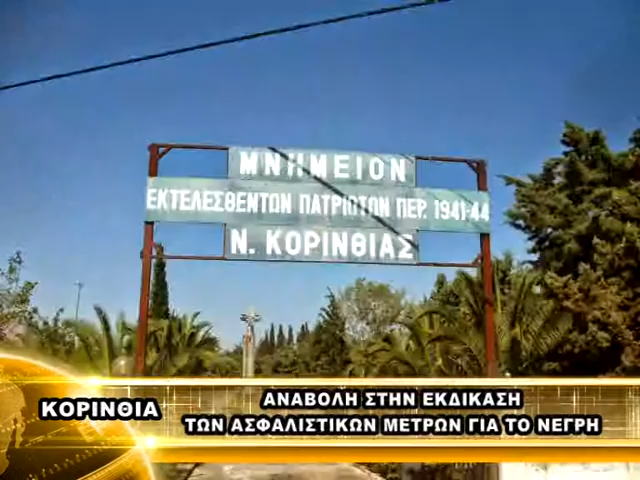 ΜΝΗΜΕΙΟΝ
ΕΚΤΕΛΕΣΘΕΝΤΩΝ ΠΑΤΡΙΩΤΩΝ ΠΕΡ. 1941-44
Ν. ΚΟΡΙΝΘΙΑΣ
ΚΟΡΙΝΘΙΑ
ΑΝΑΒΟΛΗ ΣΤΗΝ ΕΚΔΙΚΑΣΗ
ΤΩΝ ΑΣΦΑΛΙΣΤΙΚΩΝ ΜΕΤΡΩΝ ΓΙΑ ΤΟ ΝΕΓΡΗ